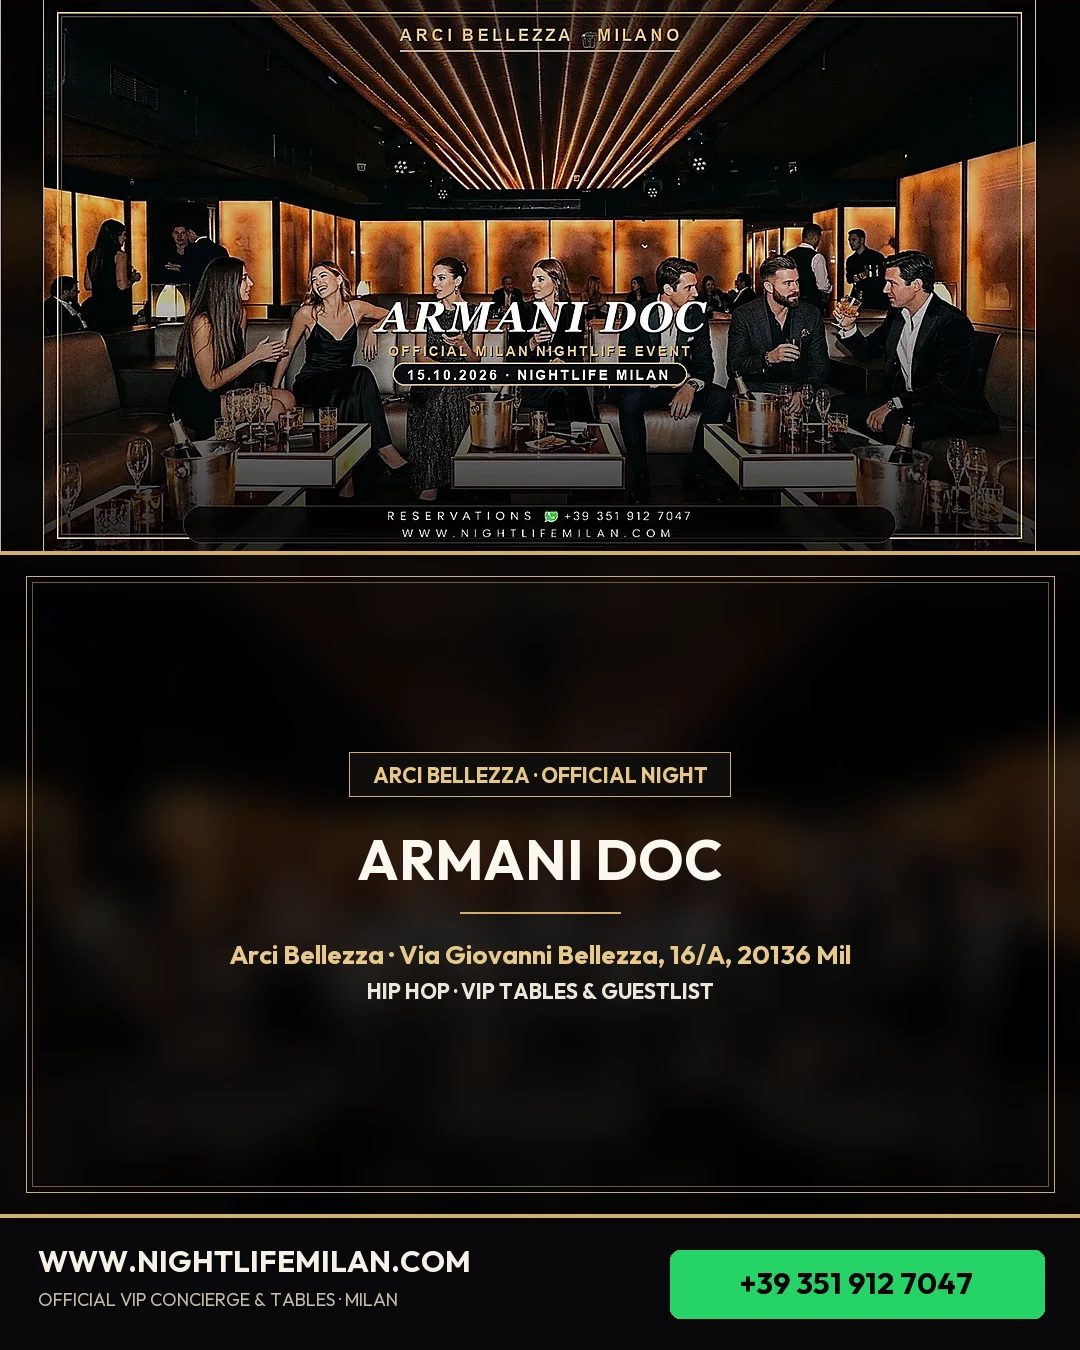 ARCI BELLEZZA MILANO
ARMANI DOC
OFFICIAL MILAN NIGHTLIFE EVENT
15.10.2026 · NIGHTLIFE MILAN
RESERVATIONS +39 351 912 7047
WWW.NIGHTLIFEMILAN.COM
ARCI BELLEZZA · OFFICIAL NIGHT
ARMANI DOC
Arci Bellezza · Via Giovanni Bellezza, 16/A, 20136 Mil
HIP HOP · VIP TABLES & GUESTLIST
WWW.NIGHTLIFEMILAN.COM
OFFICIAL VIP CONCIERGE & TABLES · MILAN
+39 351 912 7047